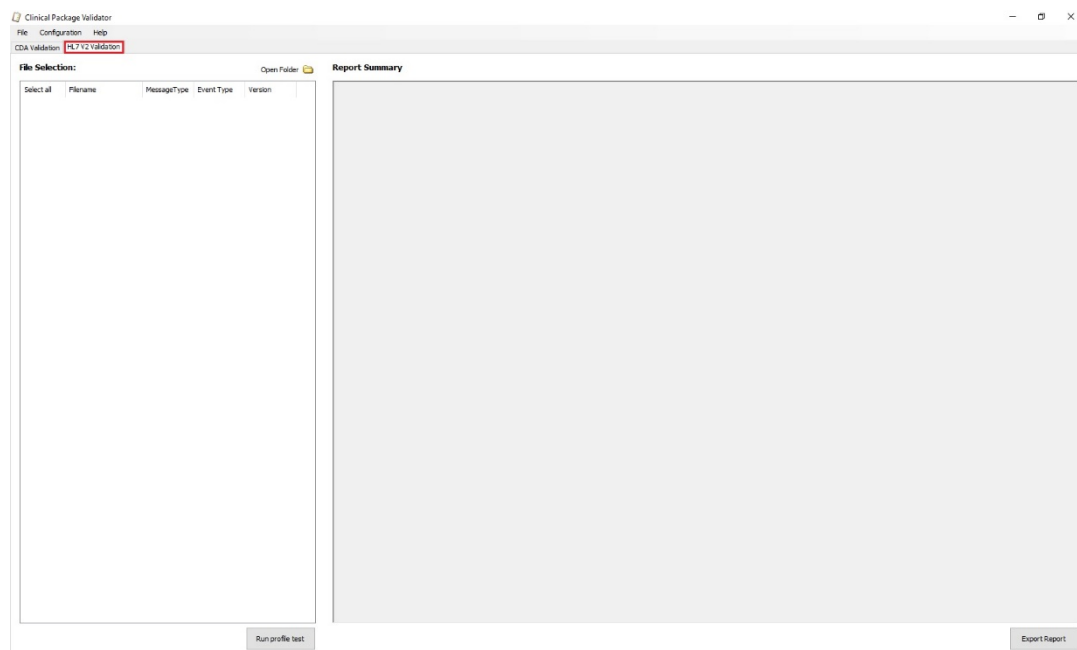 Clinical Package Validator
File Configuration Help
CDA Validation HL7 V2 Validation
File Selection: Open Folder Report Summary
Select all Filename MessageType Event Type Version
Run profile test Export Report